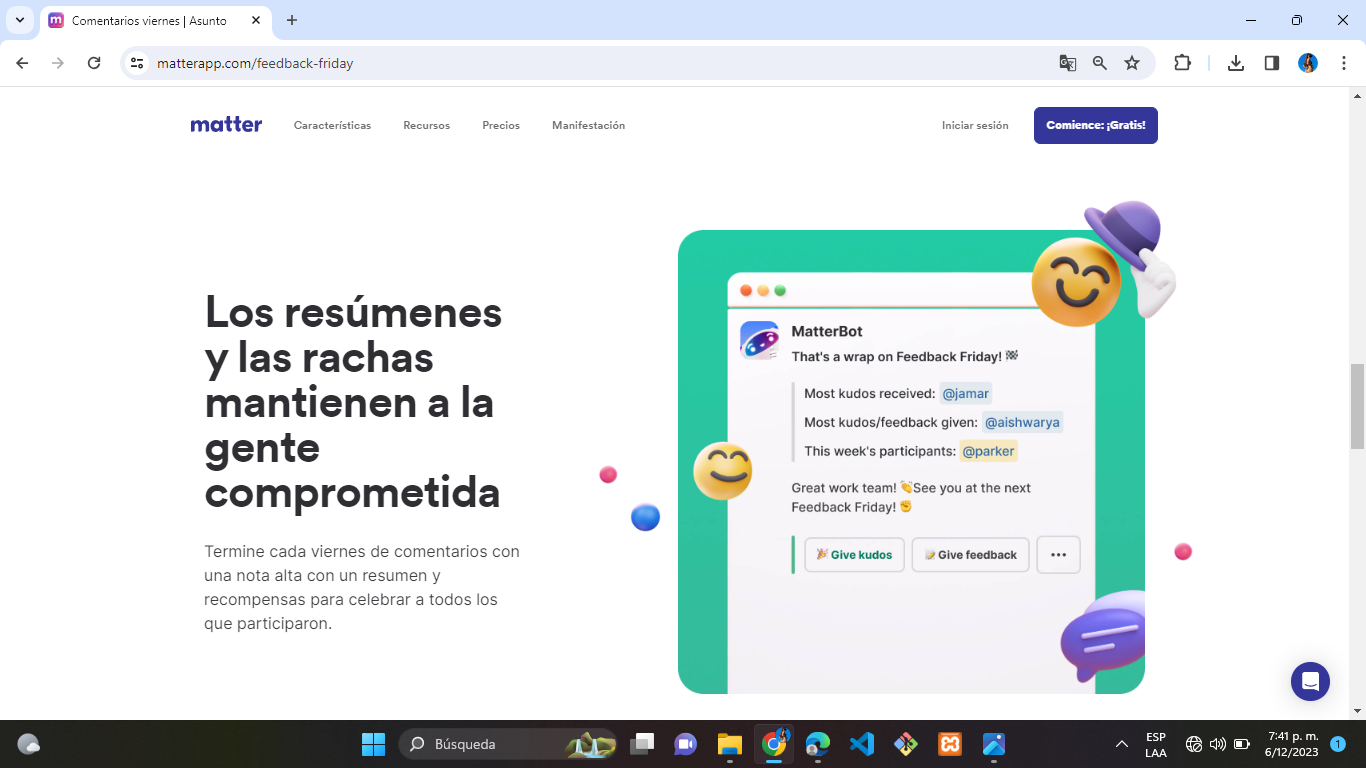 Comentarios viernes | Asunto
matterapp.com/feedback-friday
matter
Características
Recursos
Precios
Manifestación
Iniciar sesión
Comience: ¡Gratis!
Los resúmenes
y las rachas
mantienen a la
gente
comprometida
Termine cada viernes de comentarios con
una nota alta con un resumen y
recompensas para celebrar a todos los
que participaron.
MatterBot
That's a wrap on Feedback Friday!
Most kudos received: @jamar
Most kudos/feedback given: @aishwarya
This week's participants: @parker
Great work team! See you at the next
Feedback Friday!
Give kudos
Give feedback
Búsqueda
ESP
LAA
7:41 p. m.
6/12/2023
1